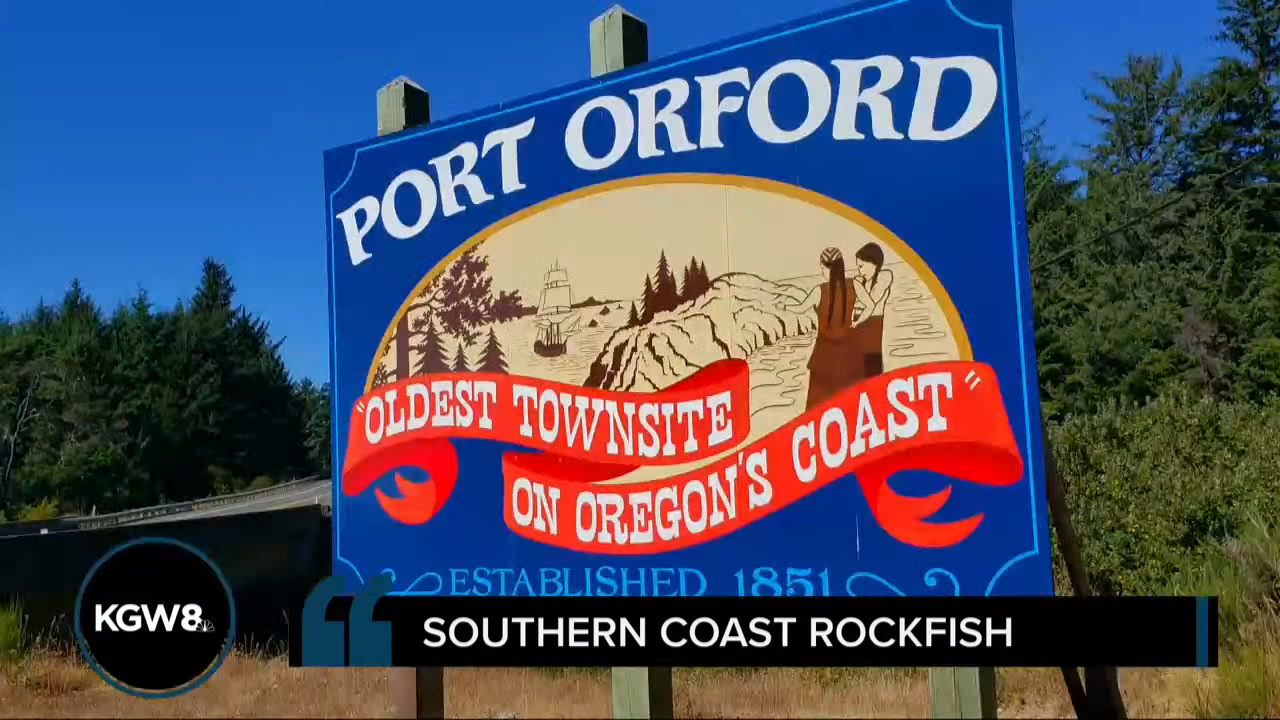 PORT ORFORD
"OLDEST TOWNSITE
ON OREGON'S COAST"
ESTABLISHED 1851
KGW8
SOUTHERN COAST ROCKFISH